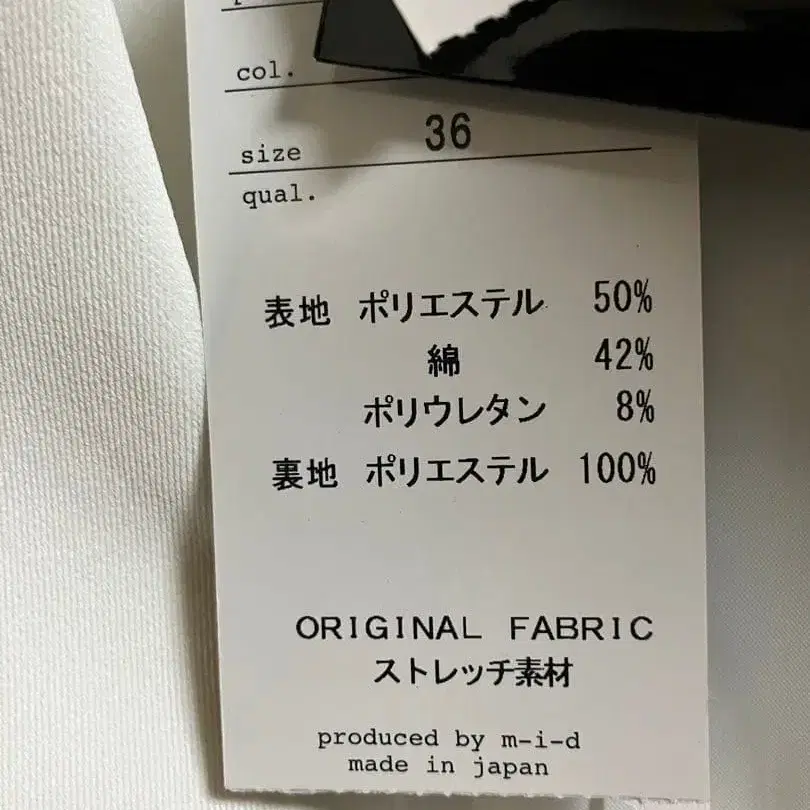 col.
size 36
qual.
表地 ポリエステル 50%
綿 42%
ポリウレタン 8%
裏地 ポリエステル 100%
ORIGINAL FABRIC
ストレッチ素材
produced by m-i-d
made in japan